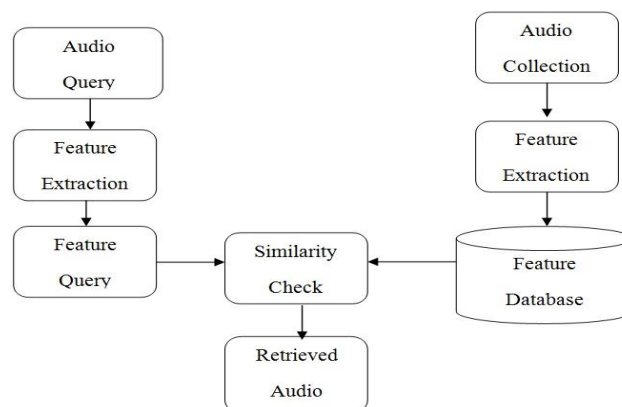 Audio
Query
Feature
Extraction
Feature
Query
Audio
Collection
Feature
Extraction
Feature
Database
Similarity
Check
Retrieved
Audio